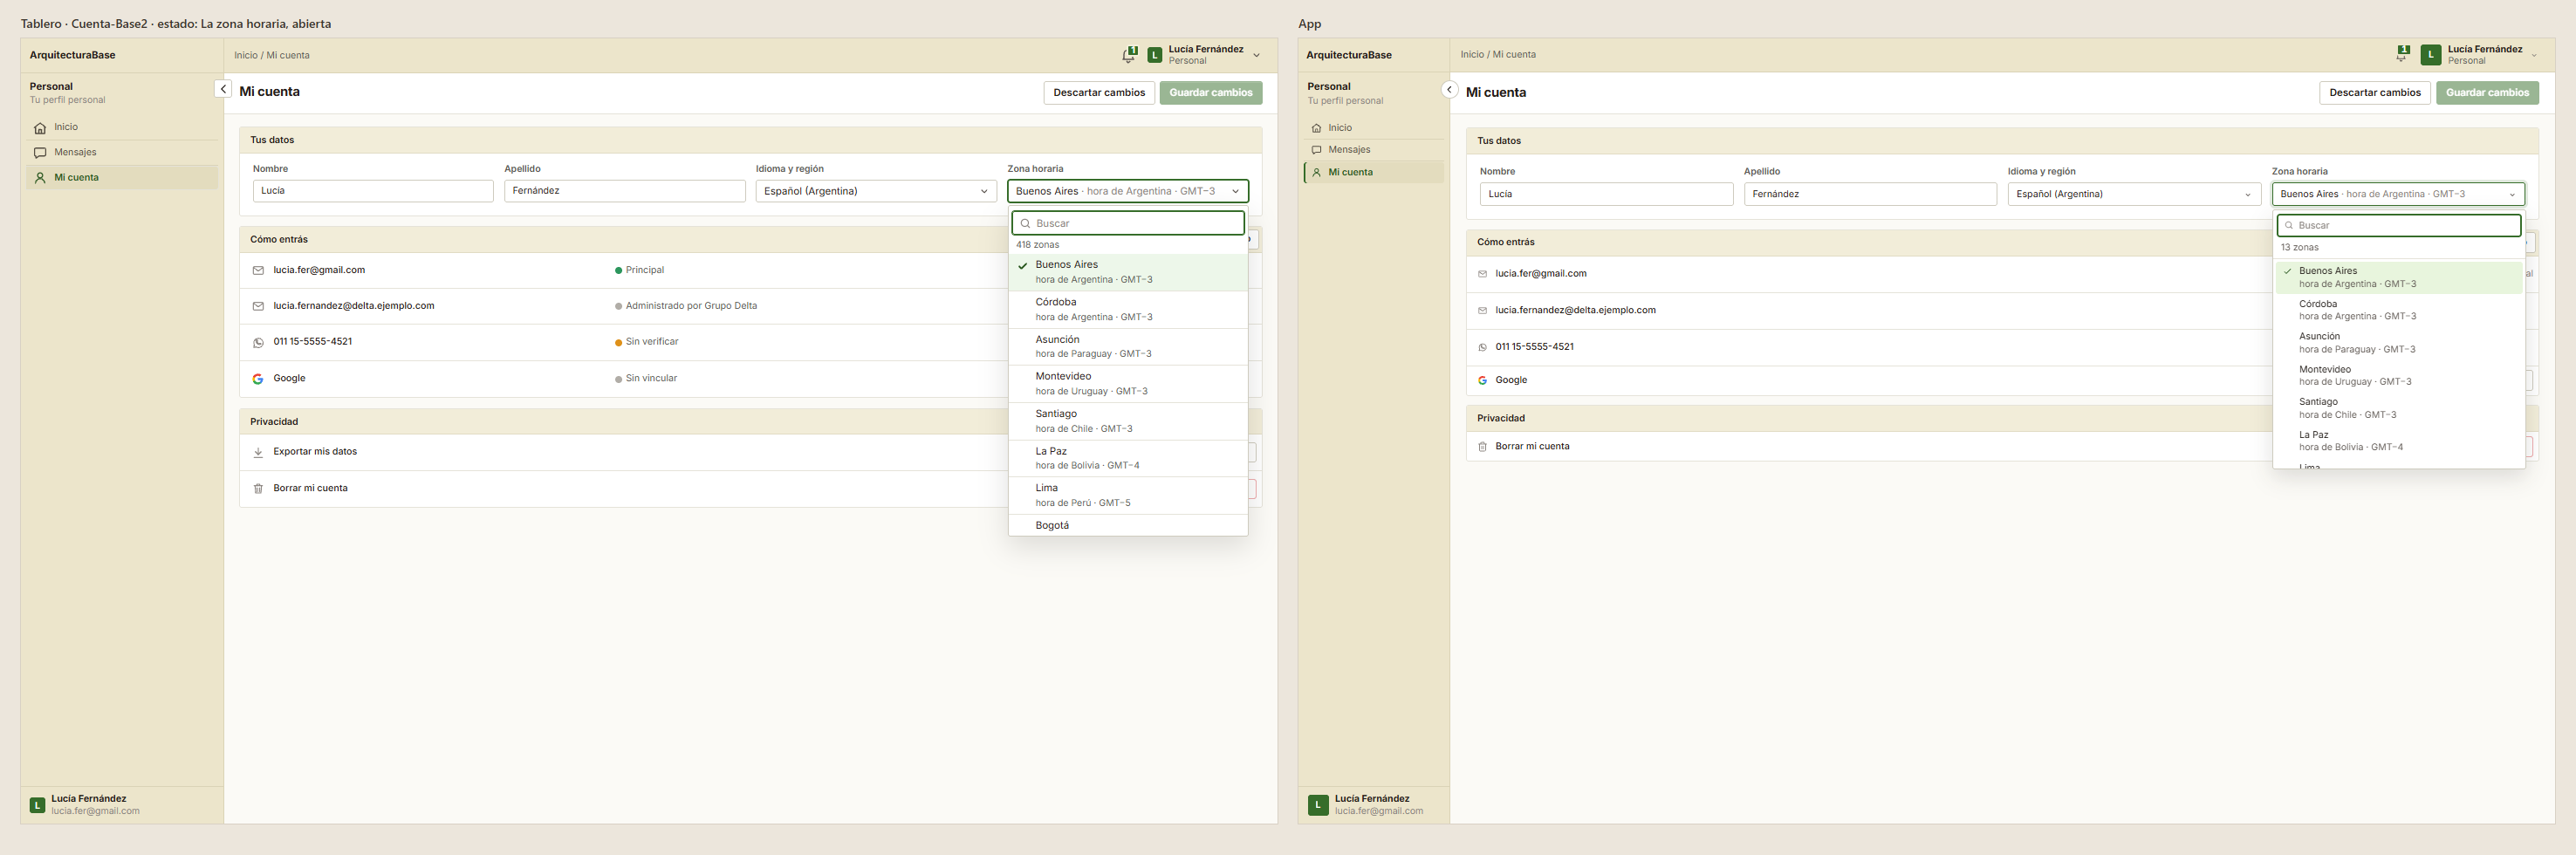 Tablero · Cuenta-Base2 · estado: La zona horaria, abierta
ArquitecturaBase
Inicio / Mi cuenta
1
L
Lucía Fernández
Personal
Personal
Tu perfil personal
Inicio
Mensajes
Mi cuenta
Mi cuenta
Descartar cambios
Guardar cambios
Tus datos
Nombre
Apellido
Idioma y región
Zona horaria
Lucía
Fernández
Español (Argentina)
Buenos Aires · hora de Argentina · GMT−3
Buscar
418 zonas
Buenos Aires
hora de Argentina · GMT−3
Córdoba
hora de Argentina · GMT−3
Asunción
hora de Paraguay · GMT−3
Montevideo
hora de Uruguay · GMT−3
Santiago
hora de Chile · GMT−3
La Paz
hora de Bolivia · GMT−4
Lima
hora de Perú · GMT−5
Bogotá
Cómo entrás
lucia.fer@gmail.com
Principal
lucia.fernandez@delta.ejemplo.com
Administrado por Grupo Delta
011 15-5555-4521
Sin verificar
Google
Sin vincular
Privacidad
Exportar mis datos
Borrar mi cuenta
L
Lucía Fernández
lucia.fer@gmail.com
App
ArquitecturaBase
Inicio / Mi cuenta
1
L
Lucía Fernández
Personal
Personal
Tu perfil personal
Inicio
Mensajes
Mi cuenta
Mi cuenta
Descartar cambios
Guardar cambios
Tus datos
Nombre
Apellido
Idioma y región
Zona horaria
Lucía
Fernández
Español (Argentina)
Buenos Aires · hora de Argentina · GMT−3
Buscar
13 zonas
Buenos Aires
hora de Argentina · GMT−3
Córdoba
hora de Argentina · GMT−3
Asunción
hora de Paraguay · GMT−3
Montevideo
hora de Uruguay · GMT−3
Santiago
hora de Chile · GMT−3
La Paz
hora de Bolivia · GMT−4
Lima
Cómo entrás
lucia.fer@gmail.com
al
lucia.fernandez@delta.ejemplo.com
011 15-5555-4521
Google
Privacidad
Borrar mi cuenta
L
Lucía Fernández
lucia.fer@gmail.com